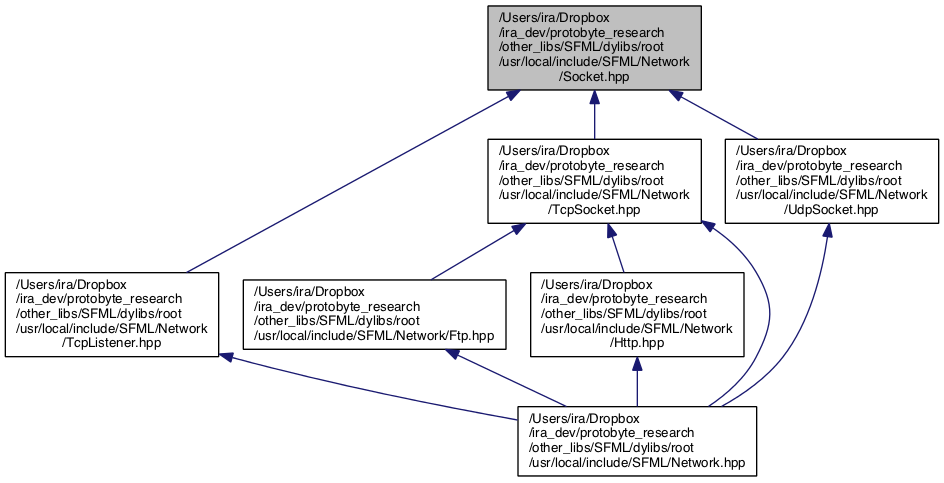 /Users/ira/Dropbox
/ira_dev/protobyte_research
/other_libs/SFML/dylibs/root
/usr/local/include/SFML/Network
/Socket.hpp
/Users/ira/Dropbox
/ira_dev/protobyte_research
/other_libs/SFML/dylibs/root
/usr/local/include/SFML/Network
/TcpSocket.hpp
/Users/ira/Dropbox
/ira_dev/protobyte_research
/other_libs/SFML/dylibs/root
/usr/local/include/SFML/Network
/UdpSocket.hpp
/Users/ira/Dropbox
/ira_dev/protobyte_research
/other_libs/SFML/dylibs/root
/usr/local/include/SFML/Network
/TcpListener.hpp
/Users/ira/Dropbox
/ira_dev/protobyte_research
/other_libs/SFML/dylibs/root
/usr/local/include/SFML/Network/Ftp.hpp
/Users/ira/Dropbox
/ira_dev/protobyte_research
/other_libs/SFML/dylibs/root
/usr/local/include/SFML/Network
/Http.hpp
/Users/ira/Dropbox
/ira_dev/protobyte_research
/other_libs/SFML/dylibs/root
/usr/local/include/SFML/Network.hpp